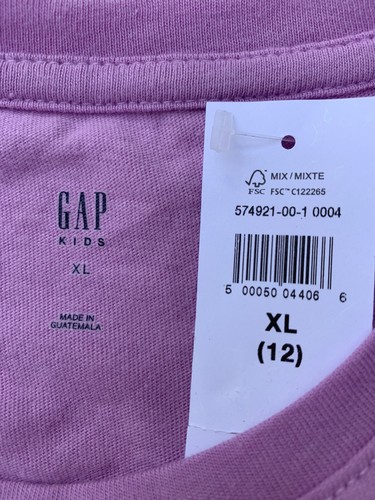 GAP
KIDS
XL
MADE IN
GUATEMALA
MIX / MIXTE
FSC
FSC™ C122265
574921-00-1 0004
5 00050 04406 6
XL
(12)